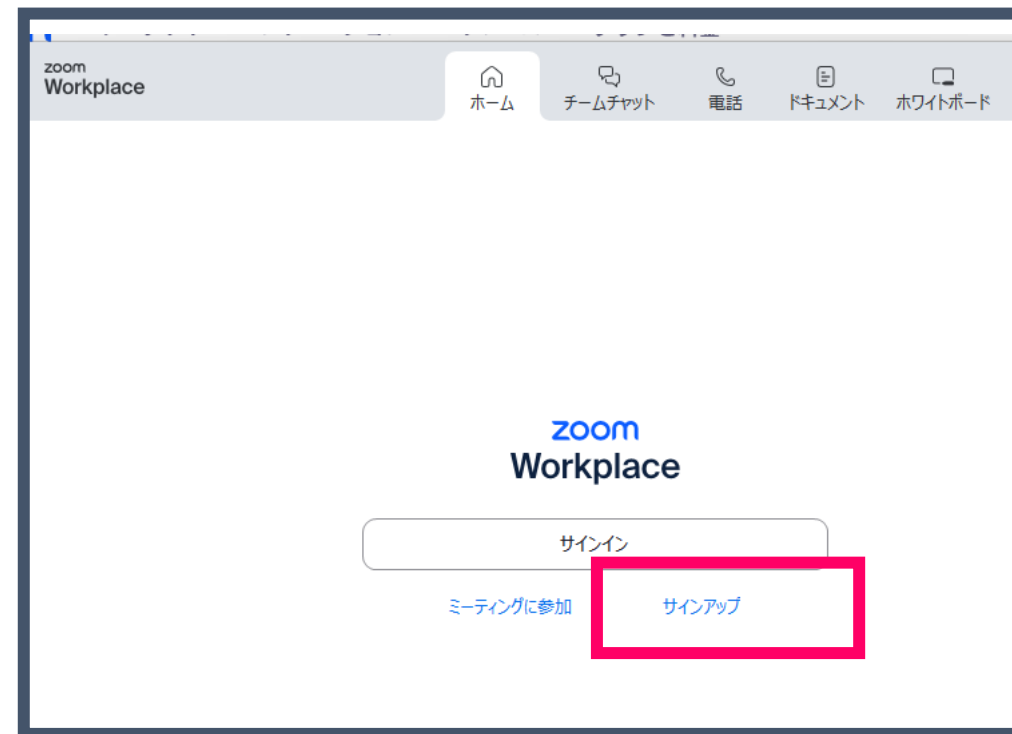 zoom
Workplace
ホーム
チームチャット
電話
ドキュメント
ホワイトボード
zoom
Workplace
サインイン
ミーティングに参加
サインアップ